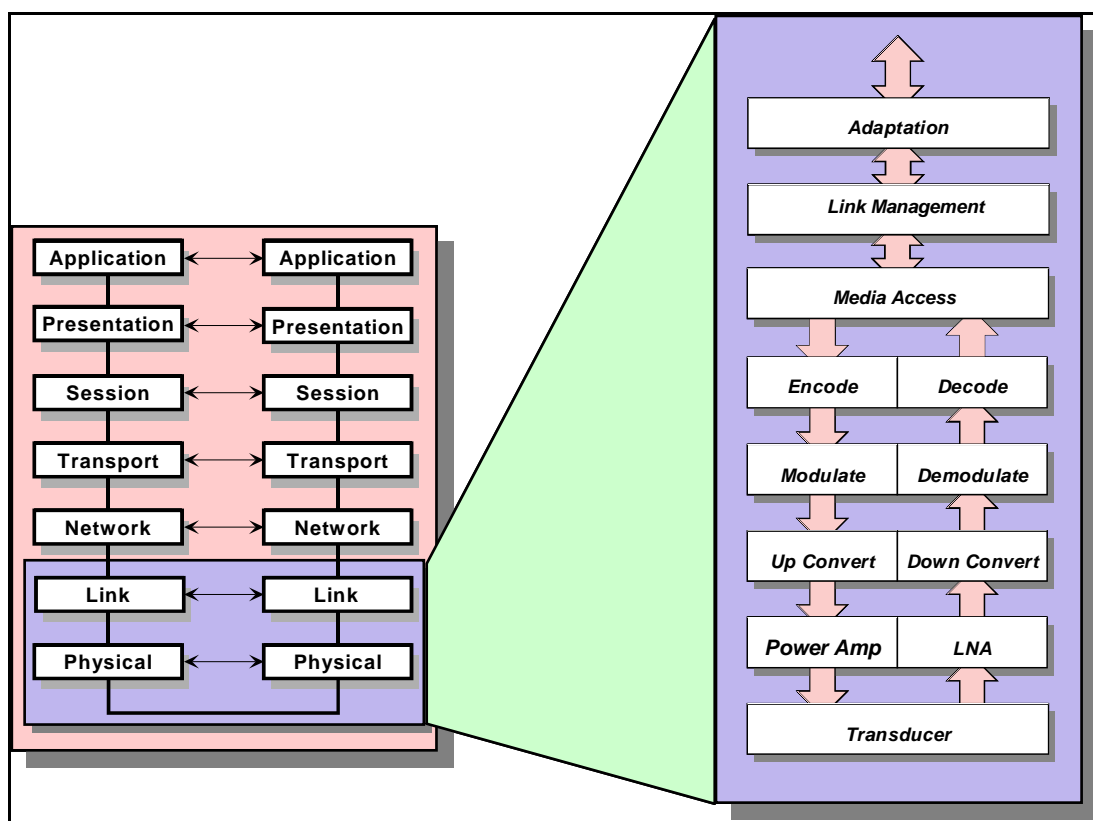 Application Application
Presentation Presentation
Session Session
Transport Transport
Network Network
Link Link
Physical Physical
Adaptation
Link Management
Media Access
Encode Decode
Modulate Demodulate
Up Convert Down Convert
Power Amp LNA
Transducer